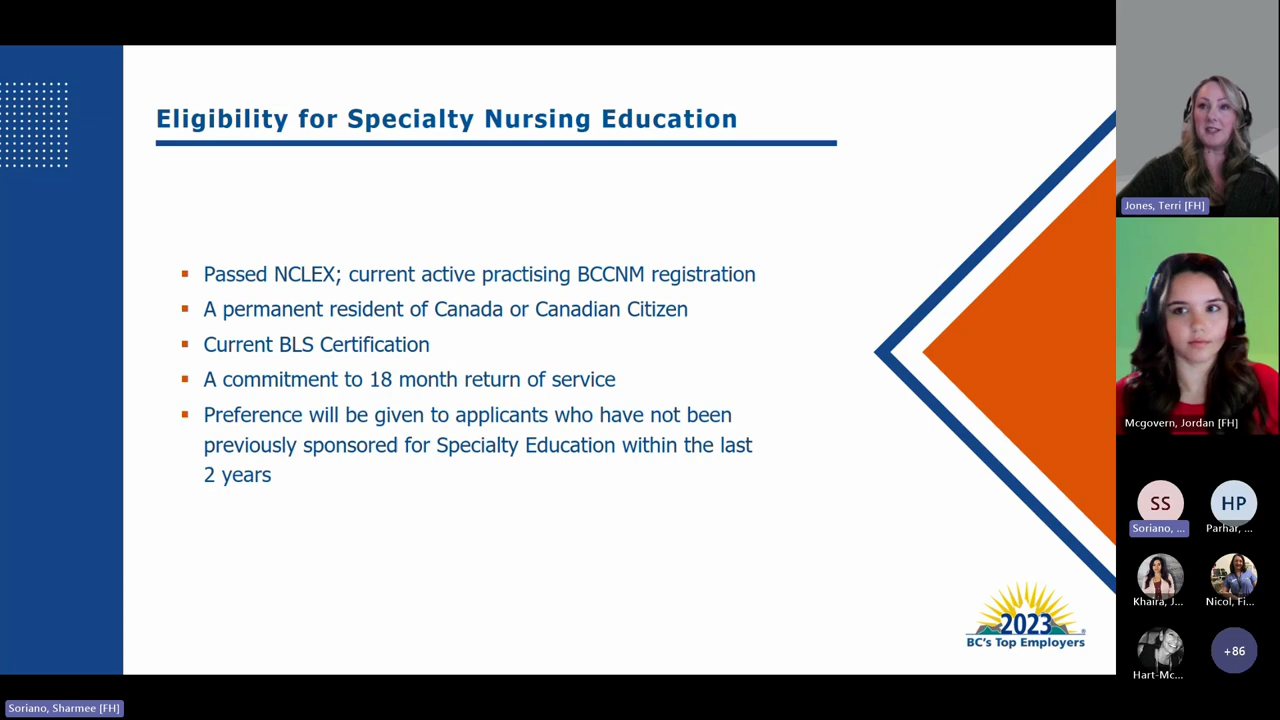 Eligibility for Specialty Nursing Education
▪ Passed NCLEX; current active practising BCCNM registration
▪ A permanent resident of Canada or Canadian Citizen
▪ Current BLS Certification
▪ A commitment to 18 month return of service
▪ Preference will be given to applicants who have not been
previously sponsored for Specialty Education within the last
2 years
2023
BC's Top Employers
Jones, Terri [FH]
Mcgovern, Jordan [FH]
SS
HP
Soriano, ...
Parhar, ...
Khaira, J...
Nicol, Fi...
Hart-Mc...
+86
Soriano, Sharmee [FH]